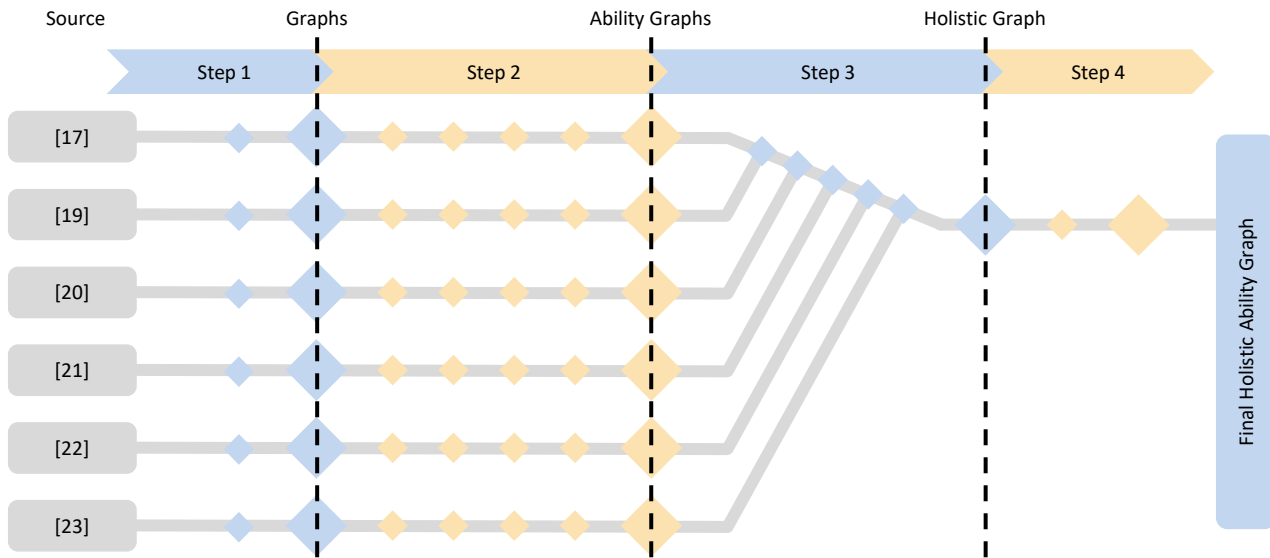 Source
Graphs
Ability Graphs
Holistic Graph
Step 1
Step 2
Step 3
Step 4
[17]
[19]
[20]
[21]
[22]
[23]
Final Holistic Ability Graph